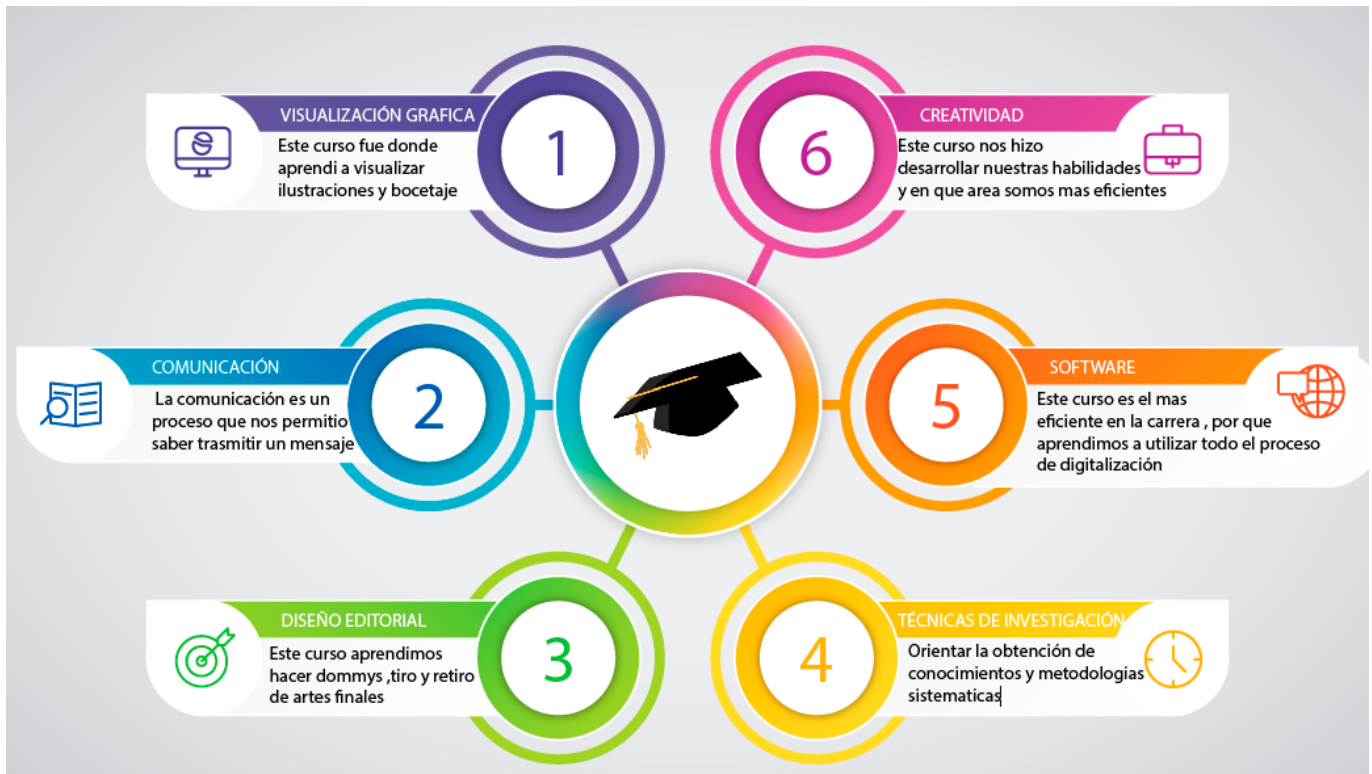 VISUALIZACIÓN GRAFICA
Este curso fue donde
aprendi a visualizar
ilustraciones y bocetaje
1
COMUNICACIÓN
La comunicación es un
proceso que nos permitio
saber trasmitir un mensaje
2
DISEÑO EDITORIAL
Este curso aprendimos
hacer dommys ,tiro y retiro
de artes finales
3
TÉCNICAS DE INVESTIGACIÓN
Orientar la obtención de
conocimientos y metodologias
sistematicas
4
SOFTWARE
Este curso es el mas
eficiente en la carrera , por que
aprendimos a utilizar todo el proceso
de digitalización
5
CREATIVIDAD
Este curso nos hizo
desarrollar nuestras habilidades
y en que area somos mas eficientes
6